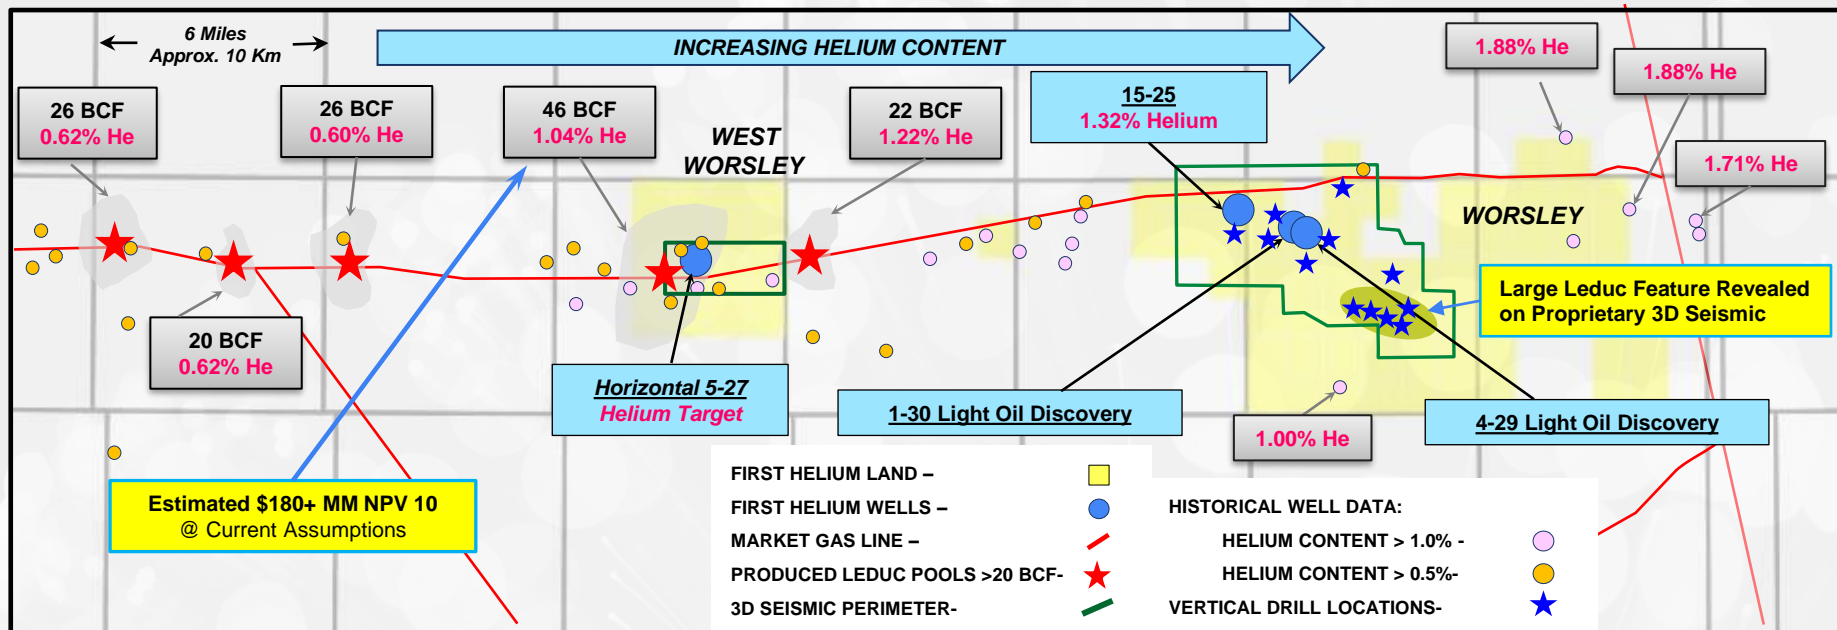 6 Miles
Approx. 10 Km
INCREASING HELIUM CONTENT
1.88% He
1.88% He
26 BCF
0.62% He
26 BCF
0.60% He
46 BCF
1.04% He
WEST
WORSLEY
22 BCF
1.22% He
15-25
1.32% Helium
1.71% He
WORSLEY
20 BCF
0.62% He
Large Leduc Feature Revealed
on Proprietary 3D Seismic
Horizontal 5-27
Helium Target
1-30 Light Oil Discovery
1.00% He
4-29 Light Oil Discovery
Estimated $180+ MM NPV 10
@ Current Assumptions
FIRST HELIUM LAND –
FIRST HELIUM WELLS –
MARKET GAS LINE –
PRODUCED LEDUC POOLS >20 BCF-
3D SEISMIC PERIMETER-
HISTORICAL WELL DATA:
HELIUM CONTENT > 1.0% -
HELIUM CONTENT > 0.5%-
VERTICAL DRILL LOCATIONS-